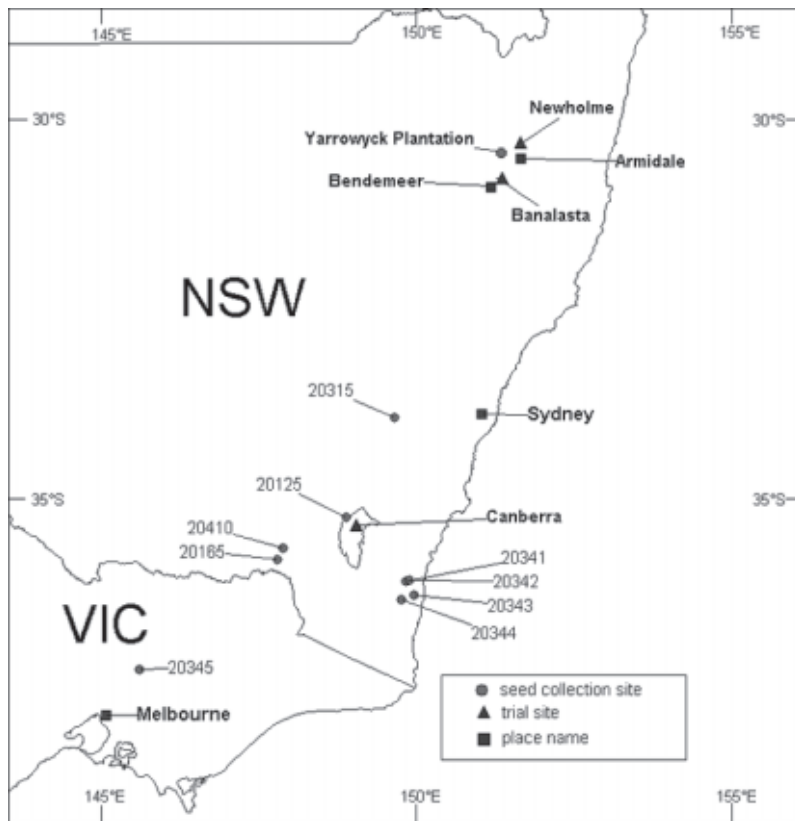 145°E 150°E 155°E
30°S 30°S
Newholme
Yarrowyck Plantation
Armidale
Bendemeer
Banalasta
NSW
20315
Sydney
35°S 35°S
20125
Canberra
20410
20165
20341
20342
20343
20344
VIC
20345
Melbourne
seed collection site
trial site
place name
145°E 150°E 155°E